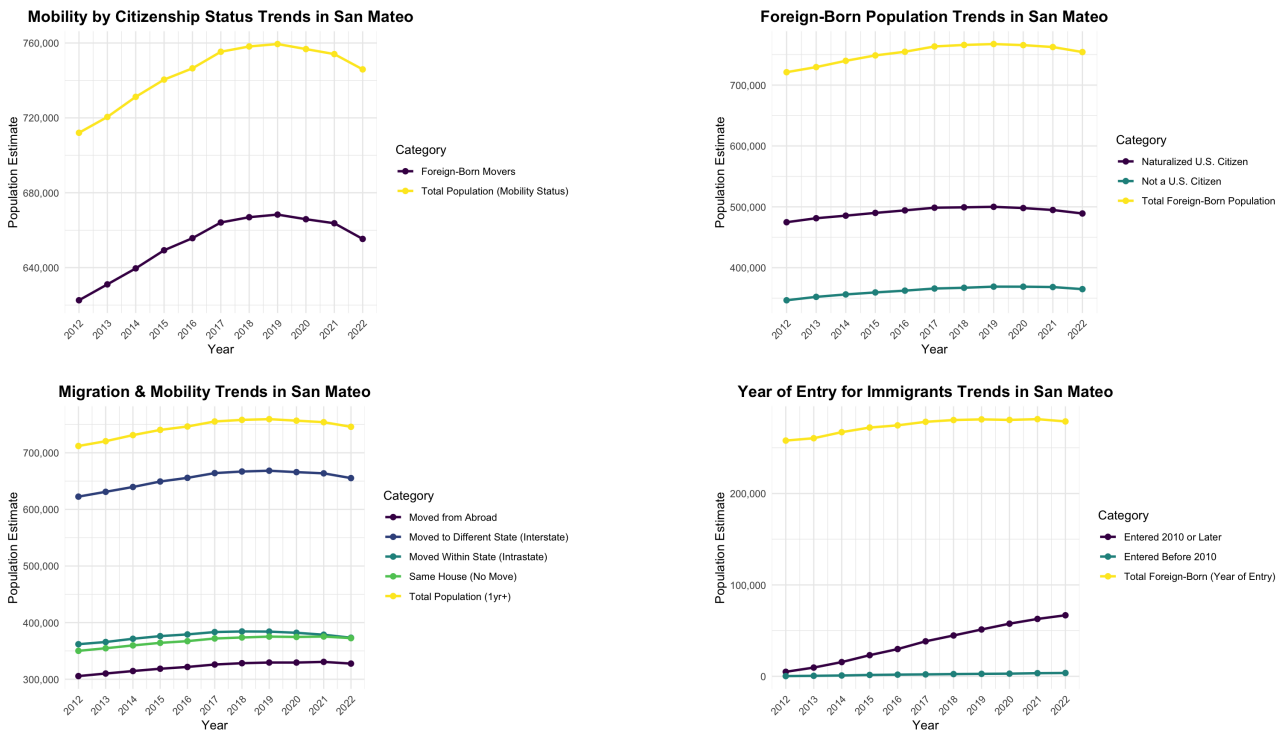 Mobility by Citizenship Status Trends in San Mateo
Population Estimate
760,000
720,000
680,000
640,000
2012
2013
2014
2015
2016
2017
2018
2019
2020
2021
2022
Year
Category
Foreign-Born Movers
Total Population (Mobility Status)
Foreign-Born Population Trends in San Mateo
Population Estimate
700,000
600,000
500,000
400,000
2012
2013
2014
2015
2016
2017
2018
2019
2020
2021
2022
Year
Category
Naturalized U.S. Citizen
Not a U.S. Citizen
Total Foreign-Born Population
Migration & Mobility Trends in San Mateo
Population Estimate
700,000
600,000
500,000
400,000
300,000
2012
2013
2014
2015
2016
2017
2018
2019
2020
2021
2022
Year
Category
Moved from Abroad
Moved to Different State (Interstate)
Moved Within State (Intrastate)
Same House (No Move)
Total Population (1yr+)
Year of Entry for Immigrants Trends in San Mateo
Population Estimate
200,000
100,000
0
2012
2013
2014
2015
2016
2017
2018
2019
2020
2021
2022
Year
Category
Entered 2010 or Later
Entered Before 2010
Total Foreign-Born (Year of Entry)